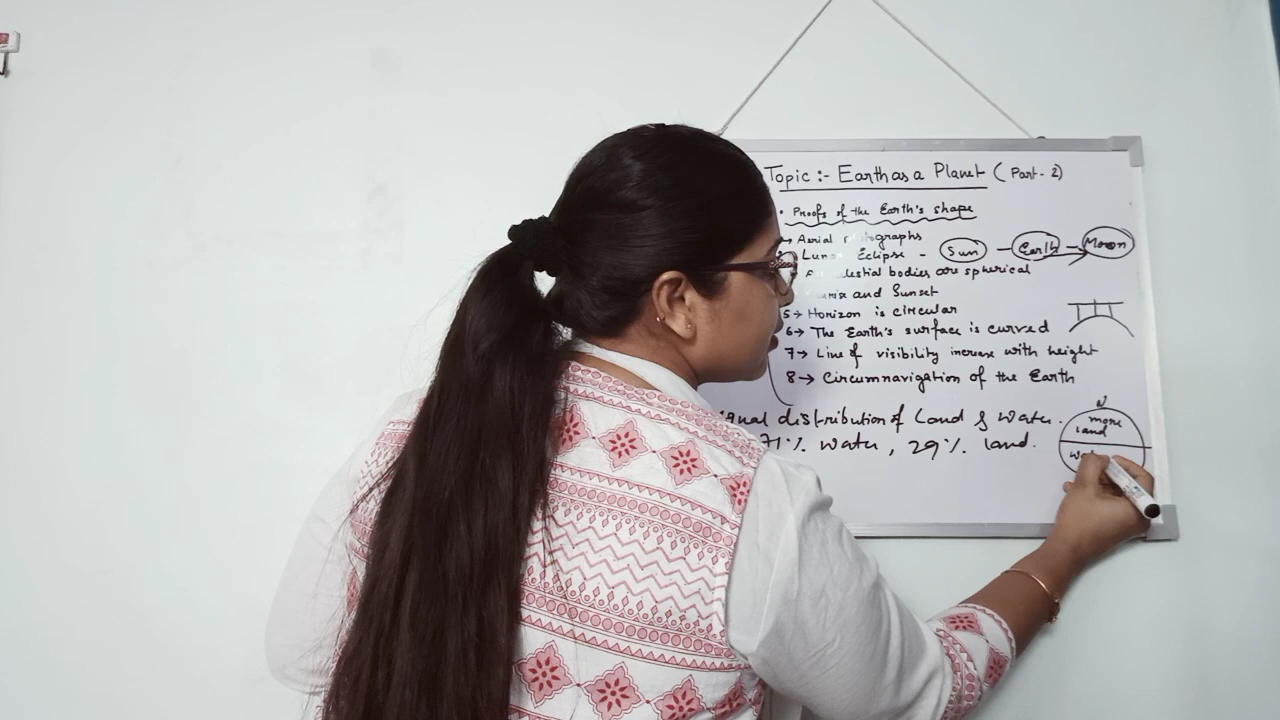 Topic :- Earth as a Planet (Part - 2)
• Proofs of the Earth's shape
→ Aerial
Eclipse - Sun — Earth — Moon
bodies are spherical
and Sunset
5 → Horizon is circular
6 → The Earth's surface is curved
7 → Line of visibility increase with height
8 → Circumnavigation of the Earth
distribution of Land & Water.
71% water, 29% land.
N
more
land